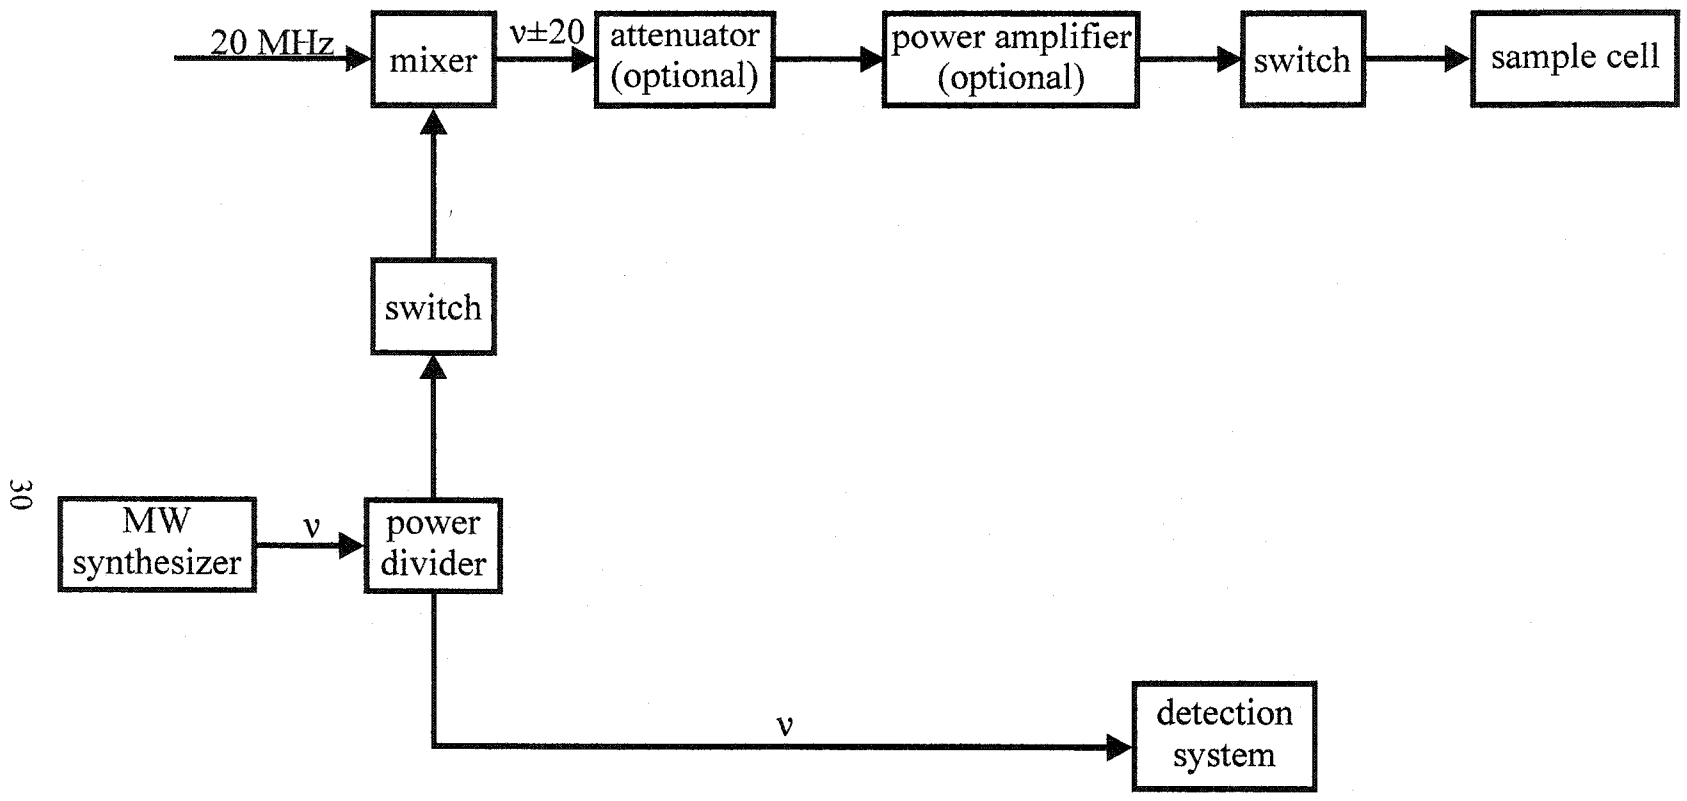 20 MHz
mixer
ν±20
attenuator
(optional)
power amplifier
(optional)
switch
sample cell
switch
30
MW
synthesizer
ν
power
divider
ν
detection
system